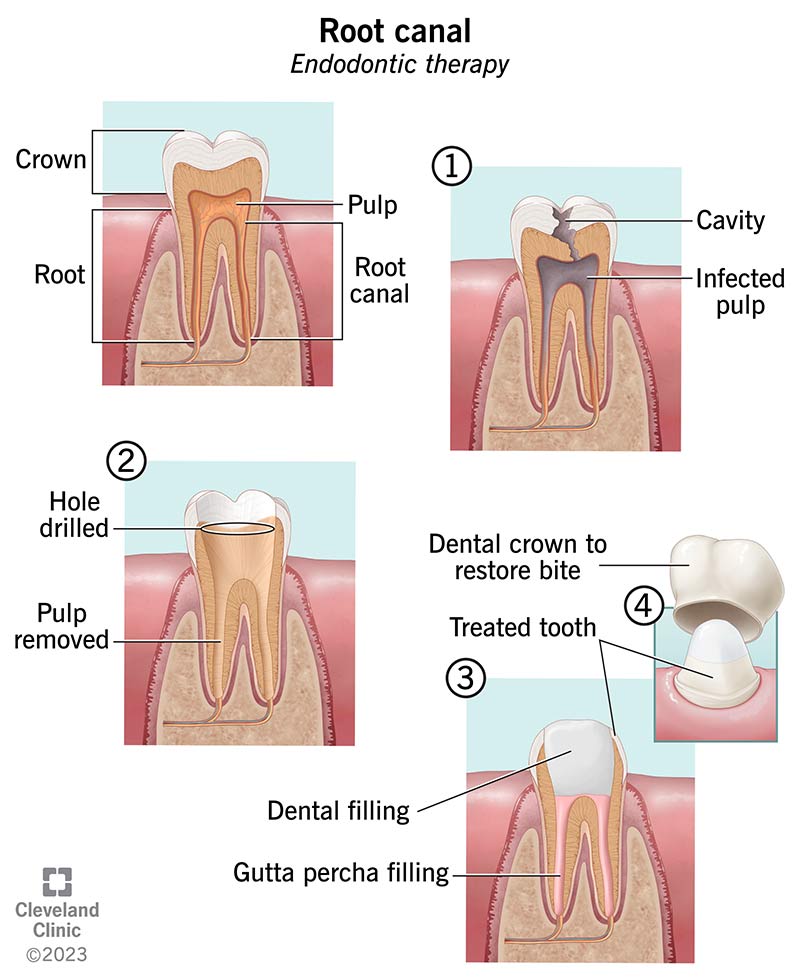 Root canal
Endodontic therapy
Crown
Pulp
Root
Root
canal
1
Cavity
Infected
pulp
2
Hole
drilled
Pulp
removed
Dental crown to
restore bite
4
Treated tooth
3
Dental filling
Gutta percha filling
Cleveland
Clinic
©2023